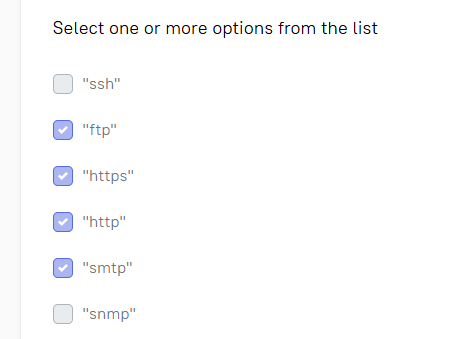 Select one or more options from the list
"ssh"
"ftp"
"https"
"http"
"smtp"
"snmp"